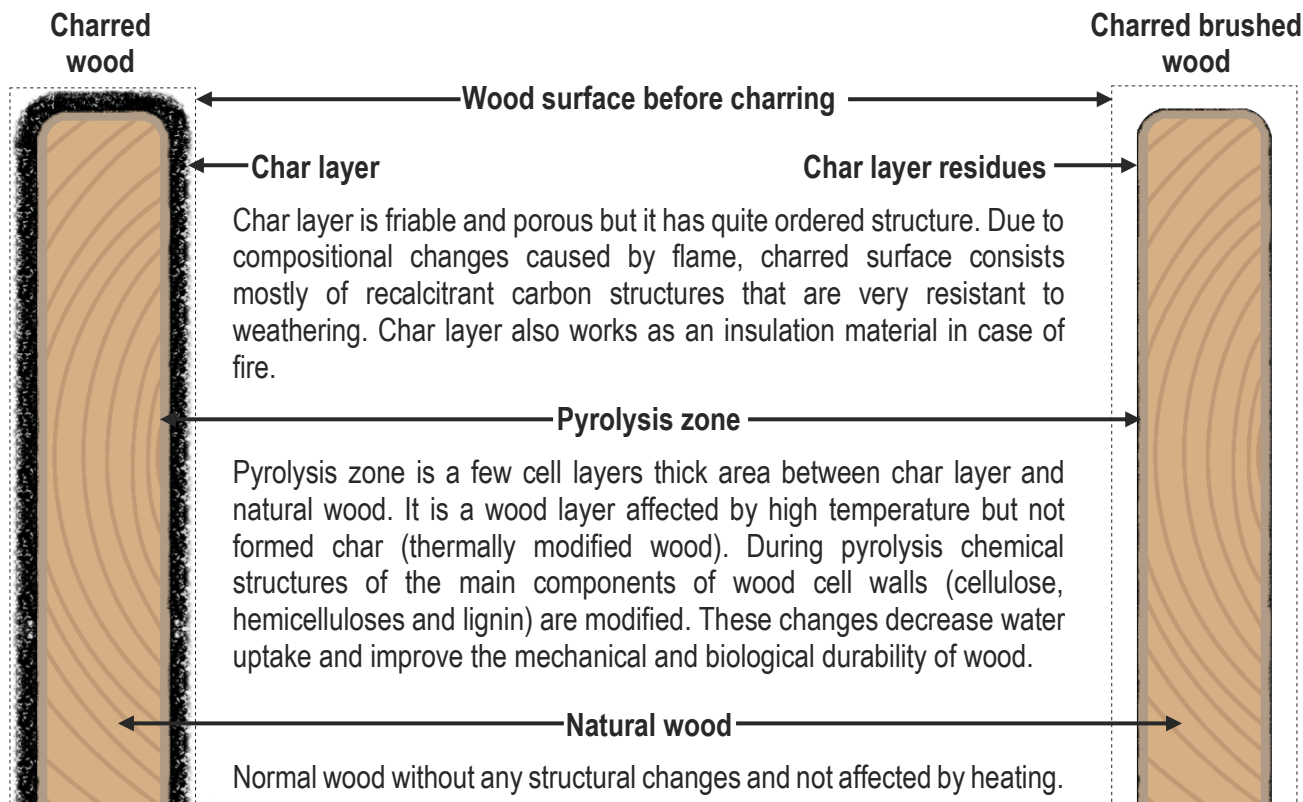 Charred
wood
Charred brushed
wood
Wood surface before charring
Char layer
Char layer residues
Char layer is friable and porous but it has quite ordered structure. Due to
compositional changes caused by flame, charred surface consists
mostly of recalcitrant carbon structures that are very resistant to
weathering. Char layer also works as an insulation material in case of
fire.
Pyrolysis zone
Pyrolysis zone is a few cell layers thick area between char layer and
natural wood. It is a wood layer affected by high temperature but not
formed char (thermally modified wood). During pyrolysis chemical
structures of the main components of wood cell walls (cellulose,
hemicelluloses and lignin) are modified. These changes decrease water
uptake and improve the mechanical and biological durability of wood.
Natural wood
Normal wood without any structural changes and not affected by heating.